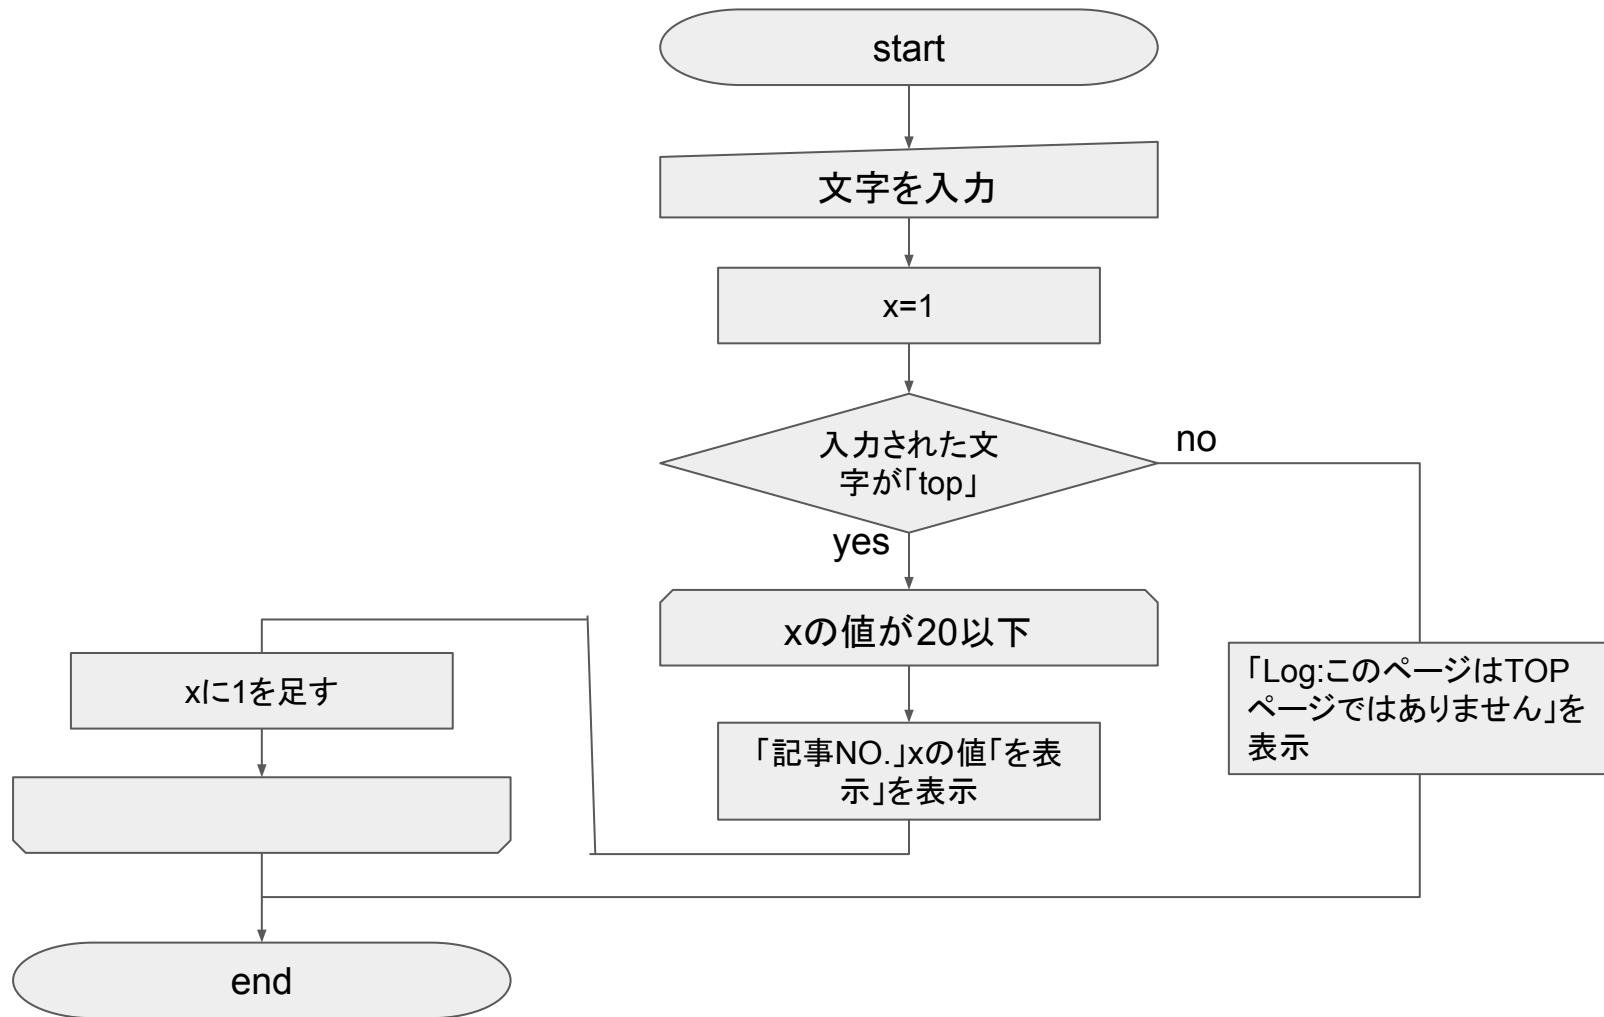 start
文字を入力
x=1
入力された文
字が「top」
no
yes
xの値が20以下
xに1を足す
「記事NO.」xの値「を表
示」を表示
「Log:このページはTOP
ページではありません」を
表示
end